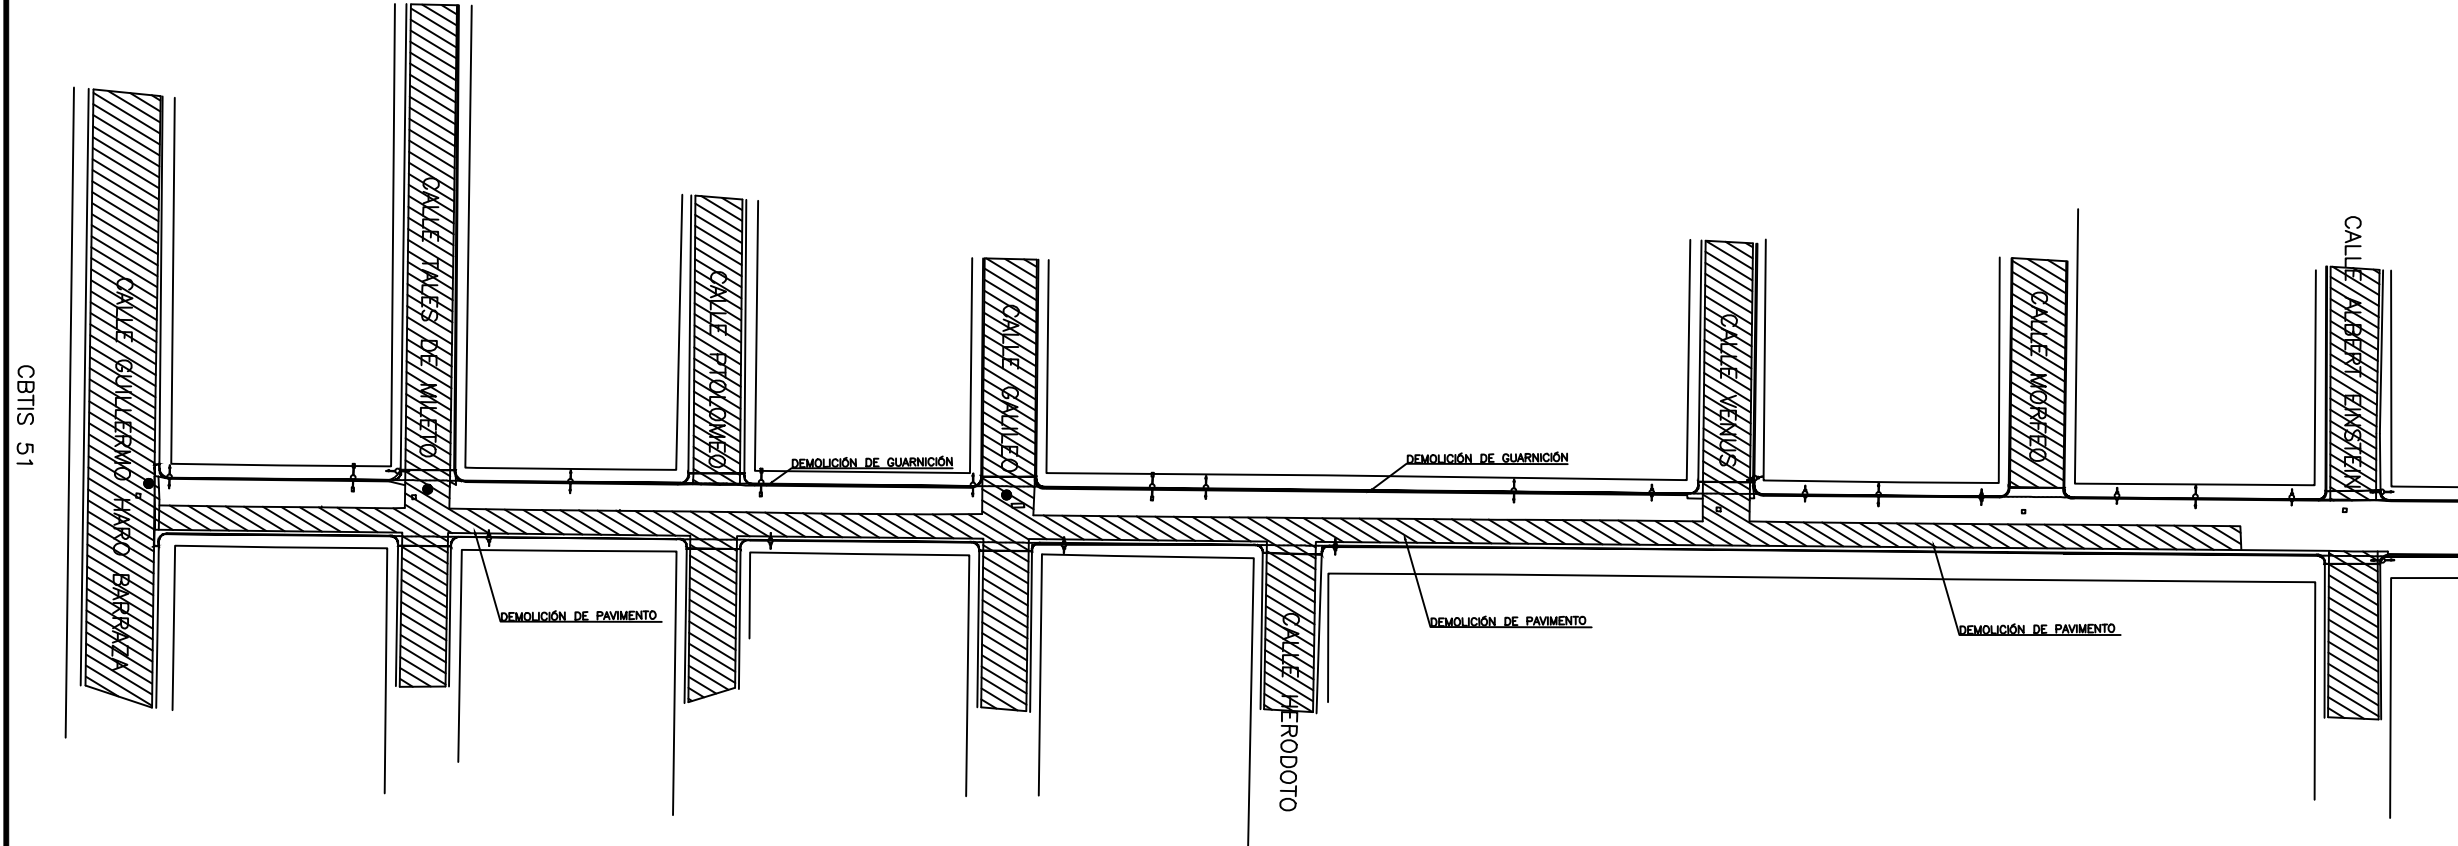 CBTIS 51
CALLE GUILLERMO HARO BARRAZA
CALLE TALES DE MILETO
CALLE PTOLOMEO
CALLE GALILEO
CALLE HERODOTO
CALLE VENUS
CALLE MORFEO
CALLE ALBERT EINSTEIN
DEMOLICIÓN DE GUARNICIÓN
DEMOLICIÓN DE GUARNICIÓN
DEMOLICIÓN DE PAVIMENTO
DEMOLICIÓN DE PAVIMENTO
DEMOLICIÓN DE PAVIMENTO